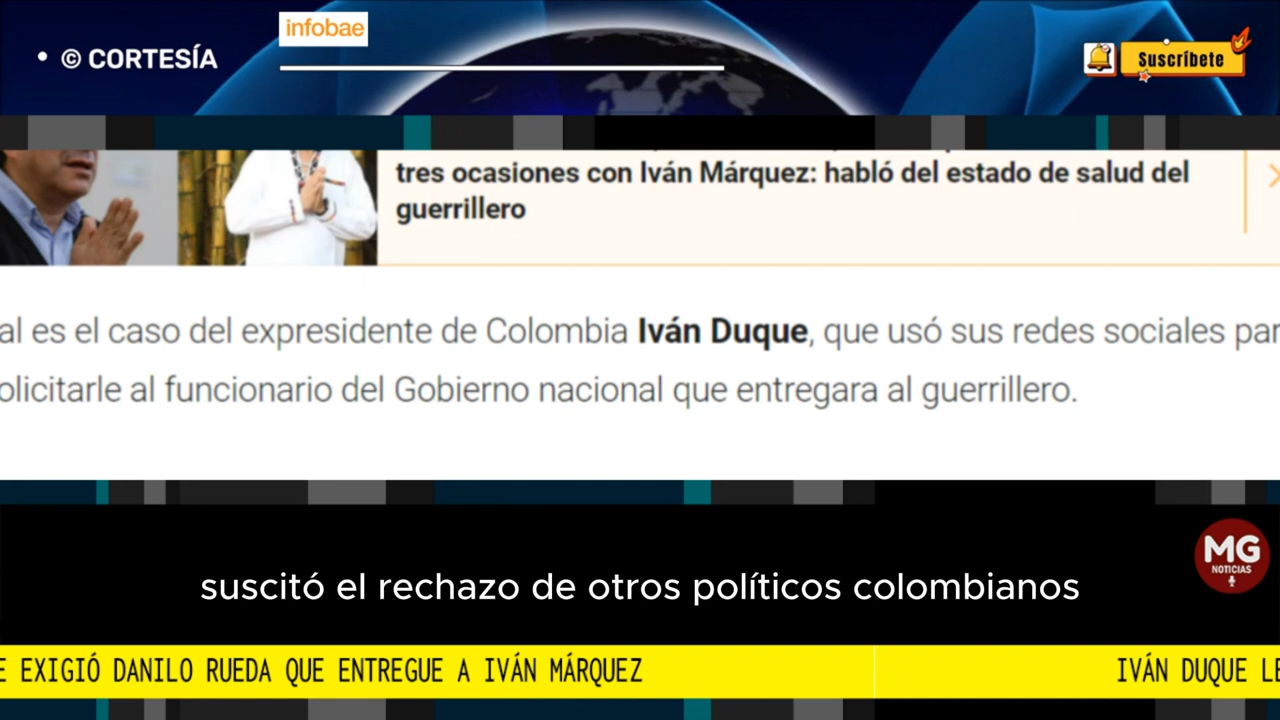 infobae
• © CORTESÍA
Suscríbete
tres ocasiones con Iván Márquez: habló del estado de salud del
guerrillero
al es el caso del expresidente de Colombia Iván Duque, que usó sus redes sociales par
olicitarle al funcionario del Gobierno nacional que entregara al guerrillero.
MG
NOTICIAS
suscitó el rechazo de otros políticos colombianos
E EXIGIÓ DANILO RUEDA QUE ENTREGUE A IVÁN MÁRQUEZ IVÁN DUQUE LE